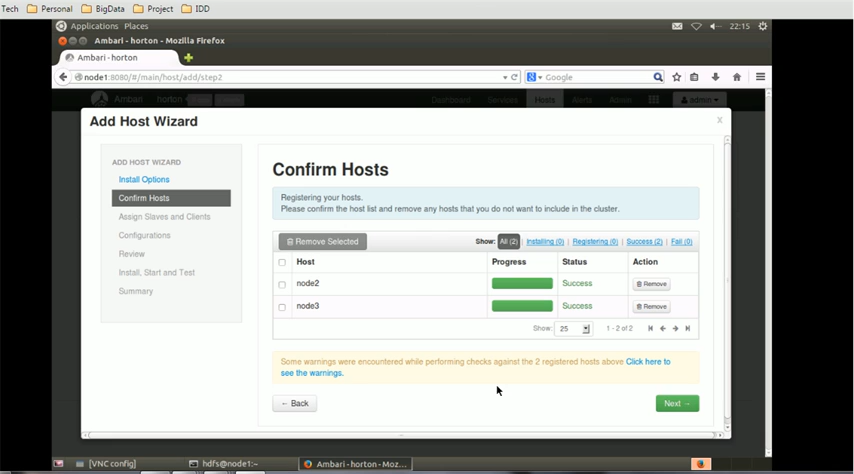 Tech Personal BigData Project IDD
Applications Places 22:15
Ambari - horton - Mozilla Firefox
Ambari - horton
node1:8080/#/main/host/add/step2 Google
Ambari horton Dashboard Services Hosts Alerts Admin admin
Add Host Wizard x
ADD HOST WIZARD
Install Options
Confirm Hosts
Assign Slaves and Clients
Configurations
Review
Install, Start and Test
Summary
Confirm Hosts
Registering your hosts.
Please confirm the host list and remove any hosts that you do not want to include in the cluster.
Remove Selected Show: All (2) | Installing (0) | Registering (0) | Success (2) | Fail (0)
Host Progress Status Action
node2 Success Remove
node3 Success Remove
Show: 25 1 - 2 of 2
Some warnings were encountered while performing checks against the 2 registered hosts above Click here to
see the warnings.
← Back Next →
[VNC config] hdfs@node1:~ Ambari - horton - Moz...